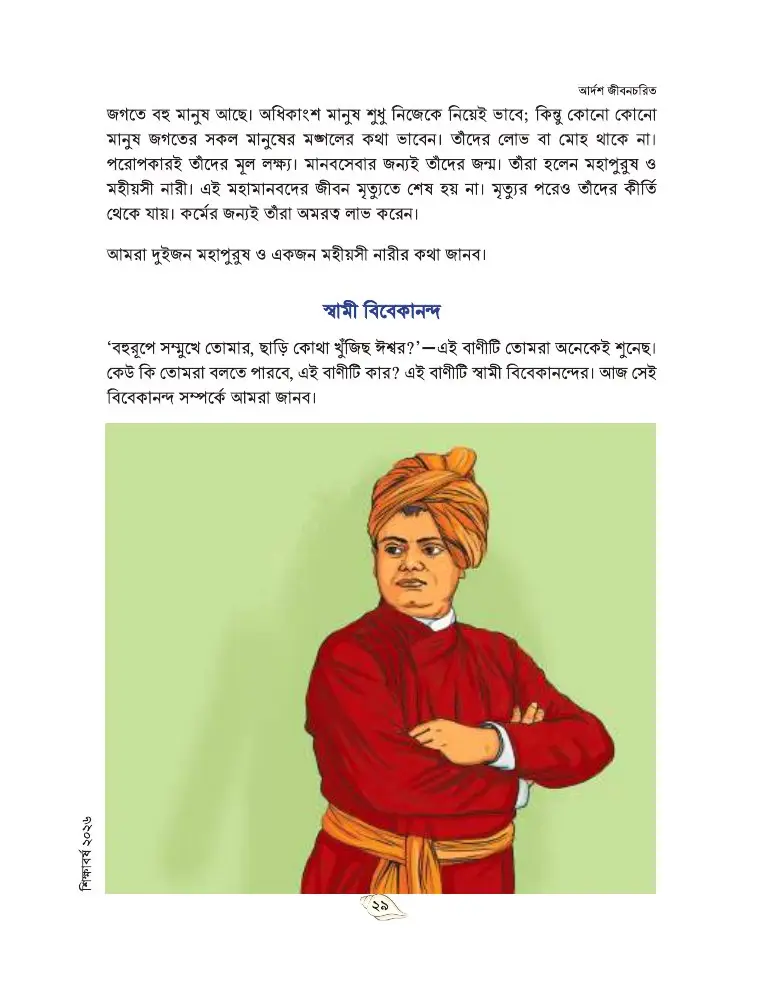 আর্দশ জীবনচরিত
জগতে বহু মানুষ আছে। অধিকাংশ মানুষ শুধু নিজেকে নিয়েই ভাবে; কিন্তু কোনো কোনো
মানুষ জগতের সকল মানুষের মঙ্গলের কথা ভাবেন। তাঁদের লোভ বা মোহ থাকে না।
পরোপকারই তাঁদের মূল লক্ষ্য। মানবসেবার জন্যই তাঁদের জন্ম। তাঁরা হলেন মহাপুরুষ ও
মহীয়সী নারী। এই মহামানবদের জীবন মৃত্যুতে শেষ হয় না। মৃত্যুর পরেও তাঁদের কীর্তি
থেকে যায়। কর্মের জন্যই তাঁরা অমরত্ব লাভ করেন।
আমরা দুইজন মহাপুরুষ ও একজন মহীয়সী নারীর কথা জানব।
স্বামী বিবেকানন্দ
‘বহুরূপে সম্মুখে তোমার, ছাড়ি কোথা খুঁজিছ ঈশ্বর?’—এই বাণীটি তোমরা অনেকেই শুনেছ।
কেউ কি তোমরা বলতে পারবে, এই বাণীটি কার? এই বাণীটি স্বামী বিবেকানন্দের। আজ সেই
বিবেকানন্দ সম্পর্কে আমরা জানব।
শিক্ষাবর্ষ ২০২৬
২৯